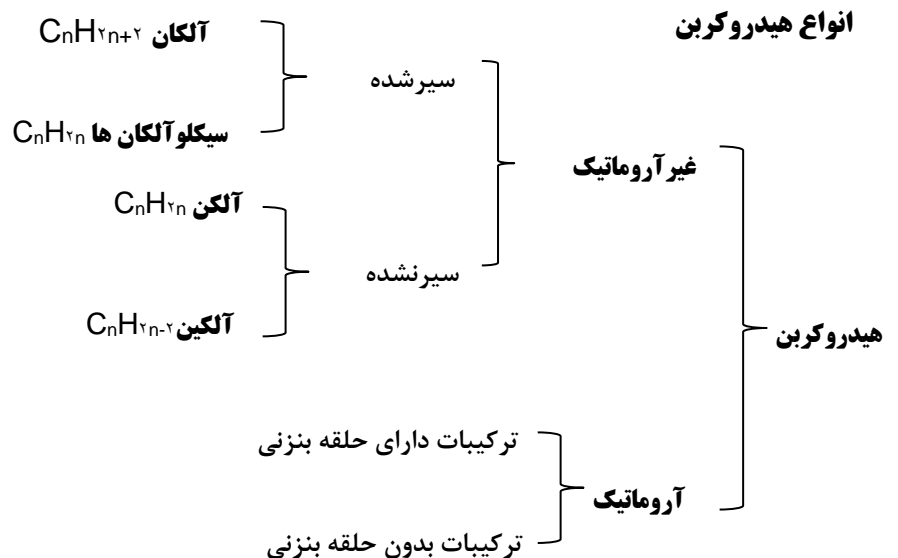 انواع هیدروکربن
آلکان CnH۲n+۲
سیرشده
سیکلوآلکان ها CnH۲n
غیرآروماتیک
آلکن CnH۲n
سیرنشده
آلکین CnH۲n-۲
هیدروکربن
ترکیبات دارای حلقه بنزنی
آروماتیک
ترکیبات بدون حلقه بنزنی